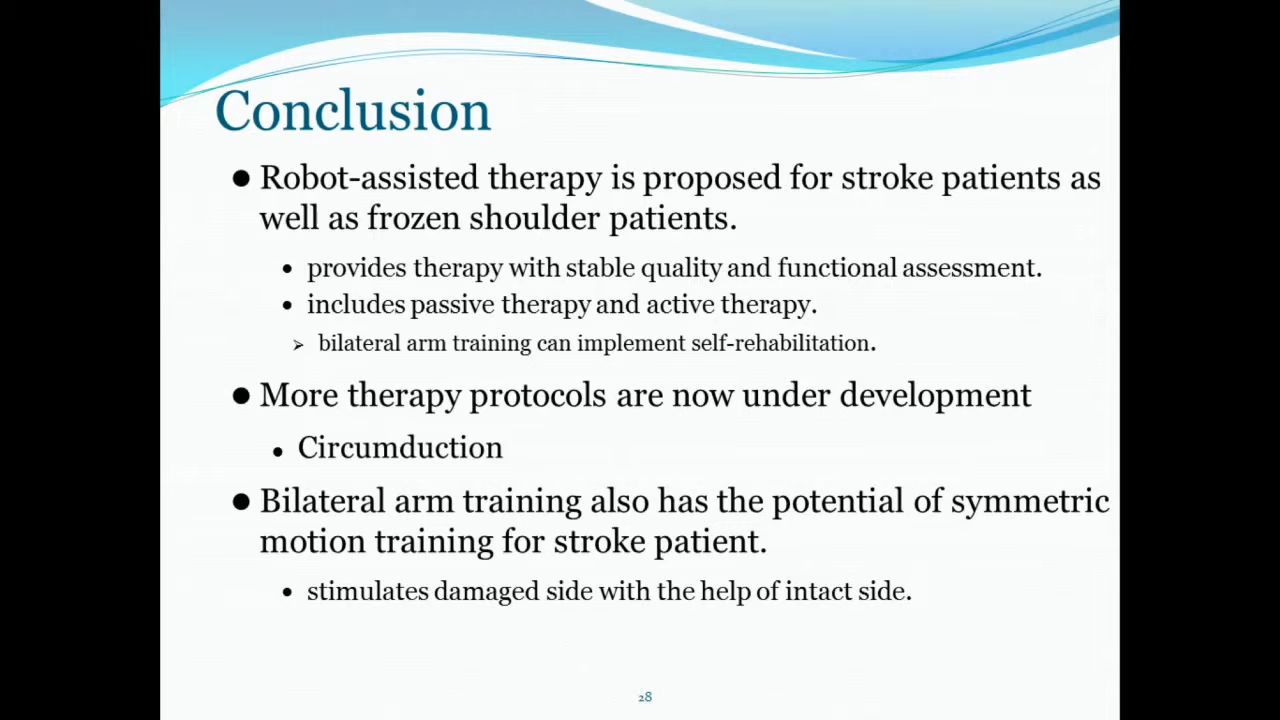 Conclusion
● Robot-assisted therapy is proposed for stroke patients as
well as frozen shoulder patients.
• provides therapy with stable quality and functional assessment.
• includes passive therapy and active therapy.
➢ bilateral arm training can implement self-rehabilitation.
● More therapy protocols are now under development
• Circumduction
● Bilateral arm training also has the potential of symmetric
motion training for stroke patient.
• stimulates damaged side with the help of intact side.
28